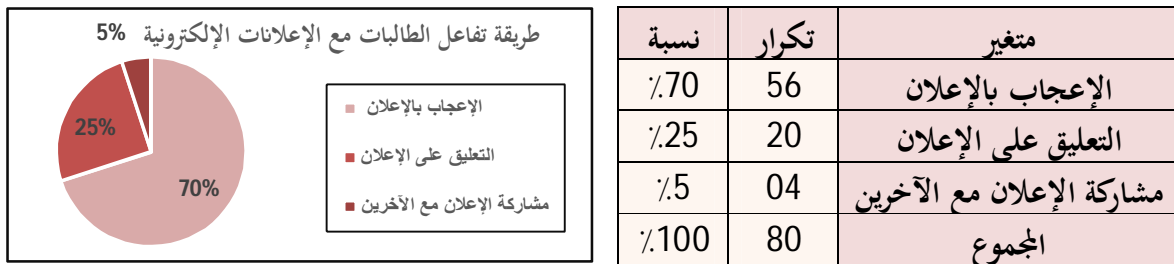 متغير تكرار نسبة
الإعجاب بالإعلان 56 70٪
التعليق على الإعلان 20 25٪
مشاركة الإعلان مع الآخرين 04 5٪
المجموع 80 100٪
طريقة تفاعل الطالبات مع الإعلانات الإلكترونية 5%
الإعجاب بالإعلان
التعليق على الإعلان
مشاركة الإعلان مع الآخرين
25%
70%